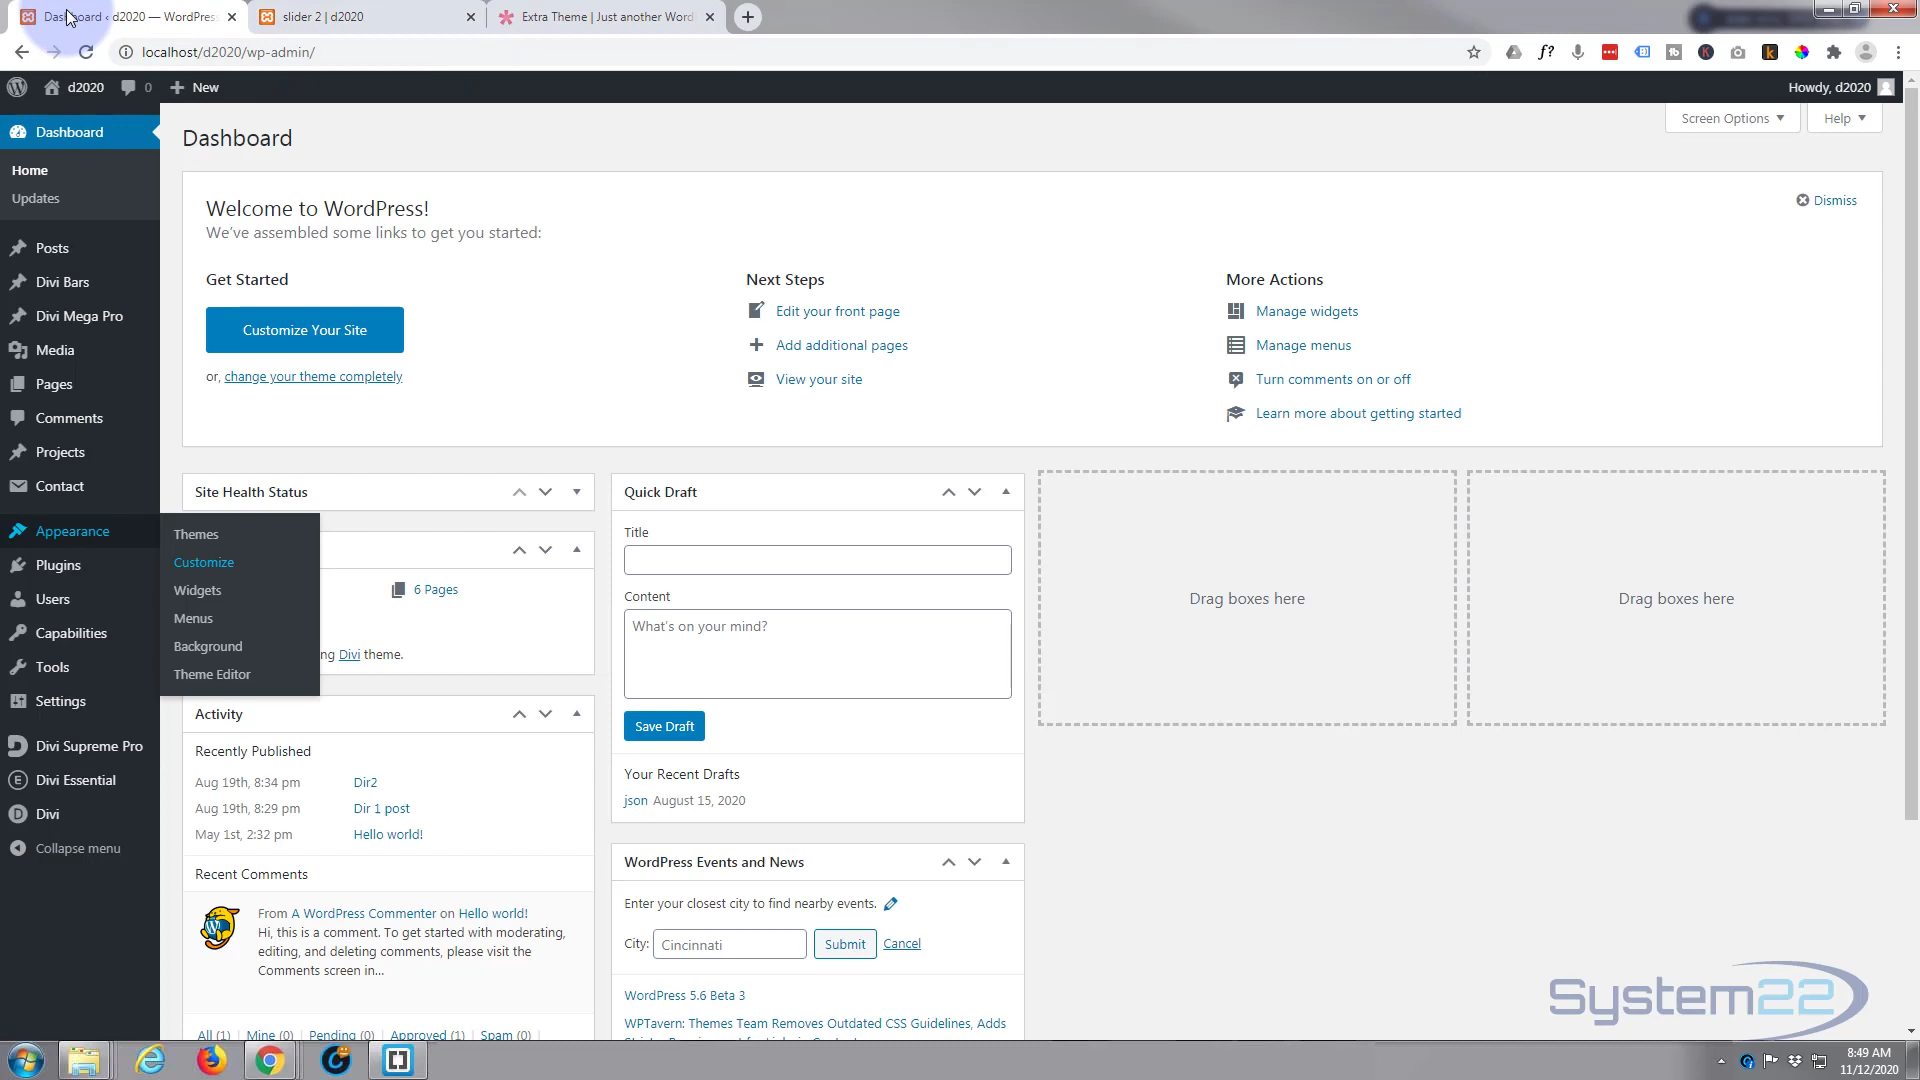 Dashboard ‹ d2020 — WordPress
slider 2 | d2020
Extra Theme | Just another Word
localhost/d2020/wp-admin/
d2020
0
New
Howdy, d2020
Dashboard
Home
Updates
Posts
Divi Bars
Divi Mega Pro
Media
Pages
Comments
Projects
Contact
Appearance
Plugins
Users
Capabilities
Tools
Settings
Divi Supreme Pro
Divi Essential
Divi
Collapse menu
Themes
Customize
Widgets
Menus
Background
Theme Editor
Dashboard
Screen Options
Help
Welcome to WordPress!
We've assembled some links to get you started:
Dismiss
Get Started
Customize Your Site
or, change your theme completely
Next Steps
Edit your front page
Add additional pages
View your site
More Actions
Manage widgets
Manage menus
Turn comments on or off
Learn more about getting started
Site Health Status
6 Pages
ng Divi theme.
Activity
Recently Published
Aug 19th, 8:34 pm Dir2
Aug 19th, 8:29 pm Dir 1 post
May 1st, 2:32 pm Hello world!
Recent Comments
From A WordPress Commenter on Hello world!
Hi, this is a comment. To get started with moderating,
editing, and deleting comments, please visit the
Comments screen in...
All (1) Mine (0) Pending (0) Approved (1) Spam (0)
Quick Draft
Title
Content
What's on your mind?
Save Draft
Your Recent Drafts
json August 15, 2020
WordPress Events and News
Enter your closest city to find nearby events.
City: Cincinnati Submit Cancel
WordPress 5.6 Beta 3
WPTavern: Themes Team Removes Outdated CSS Guidelines, Adds
Drag boxes here
Drag boxes here
System22
8:49 AM
11/12/2020